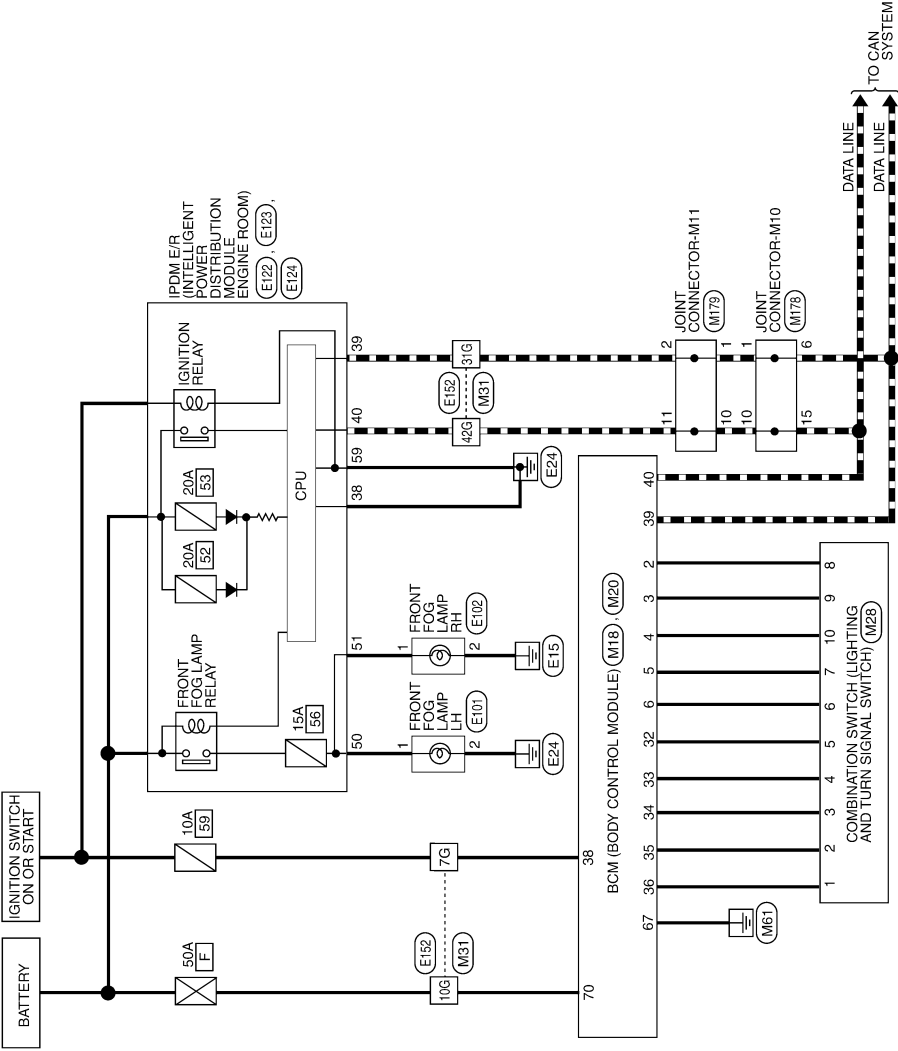 BATTERY
IGNITION SWITCH
ON OR START
50A
F
10A
59
FRONT
FOG LAMP
RELAY
15A
56
20A
52
20A
53
IGNITION
RELAY
IPDM E/R
(INTELLIGENT
POWER
DISTRIBUTION
MODULE
ENGINE ROOM)
E122 , E123 ,
E124
CPU
50
51
38
59
40
39
1
FRONT
FOG
LAMP
LH
E101
2
E24
1
FRONT
FOG
LAMP
RH
E102
2
E15
E24
10G
E152
M31
7G
42G
E152
M31
31G
11
2
JOINT
CONNECTOR-M11
M179
10
1
10
1
JOINT
CONNECTOR-M10
M178
15
6
DATA LINE
DATA LINE
TO CAN
SYSTEM
70
38
BCM (BODY CONTROL MODULE) M18 , M20
67
36
35
34
33
32
6
5
4
3
2
39
40
M61
1
2
3
4
5
6
7
10
9
8
COMBINATION SWITCH (LIGHTING
AND TURN SIGNAL SWITCH) M28